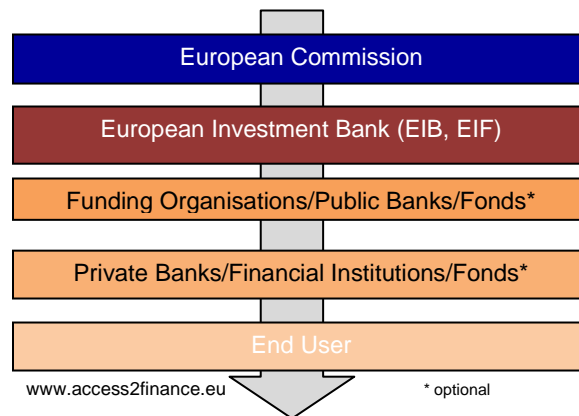 European Commission
European Investment Bank (EIB, EIF)
Funding Organisations/Public Banks/Fonds*
Private Banks/Financial Institutions/Fonds*
End User
www.access2finance.eu
* optional